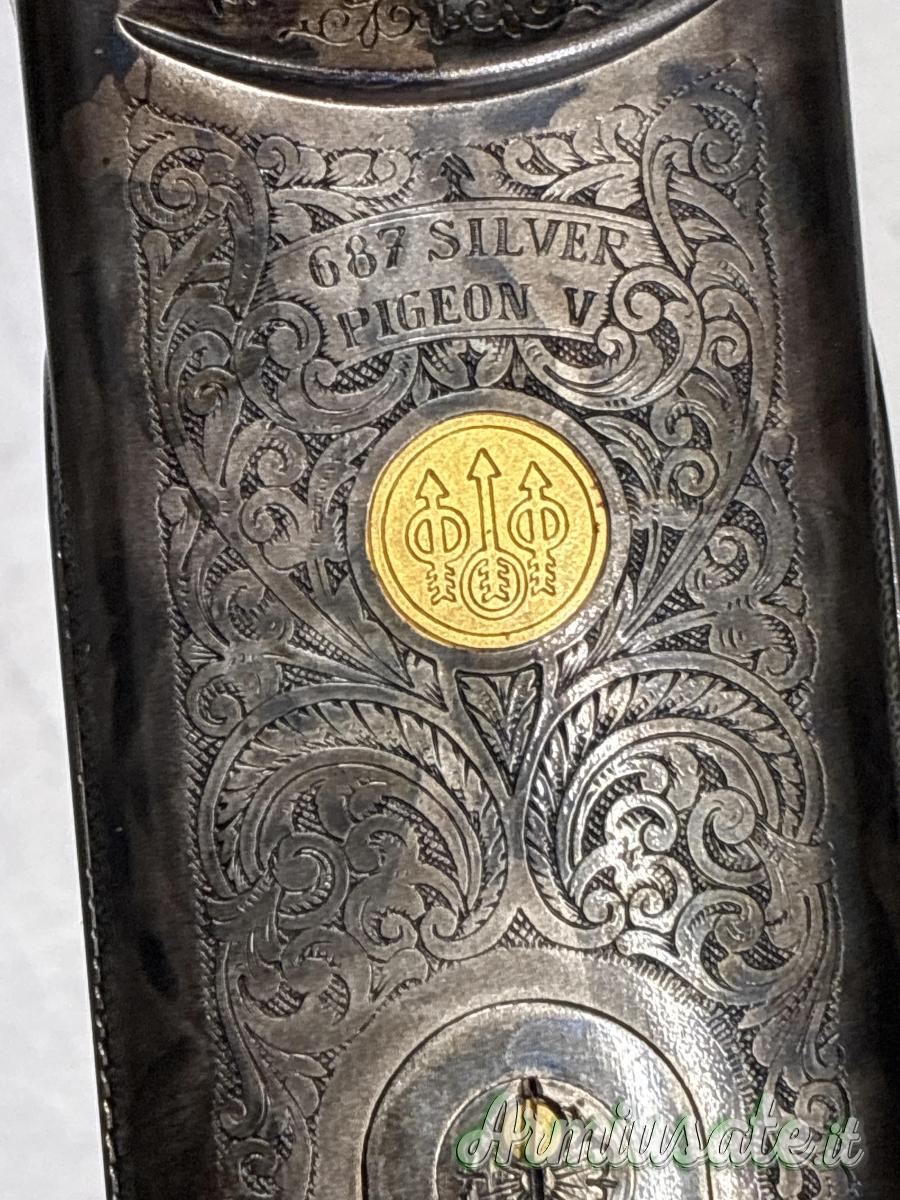 687 SILVER
PIGEON V
Armiusate.it